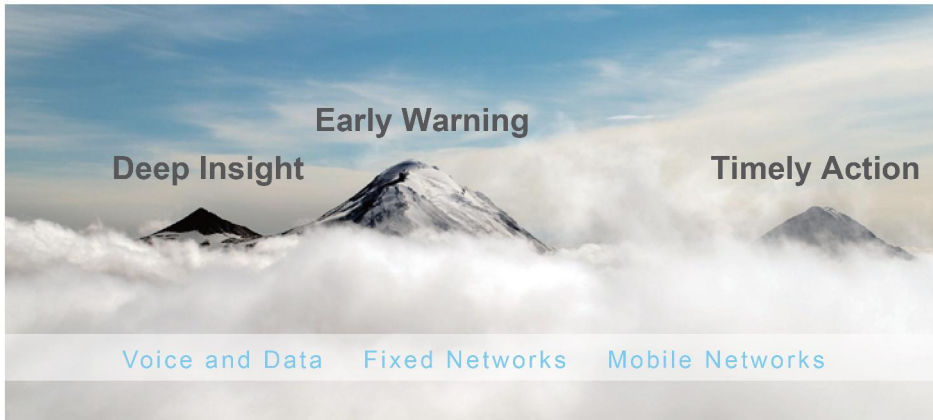 Early Warning
Deep Insight Timely Action
Voice and Data Fixed Networks Mobile Networks